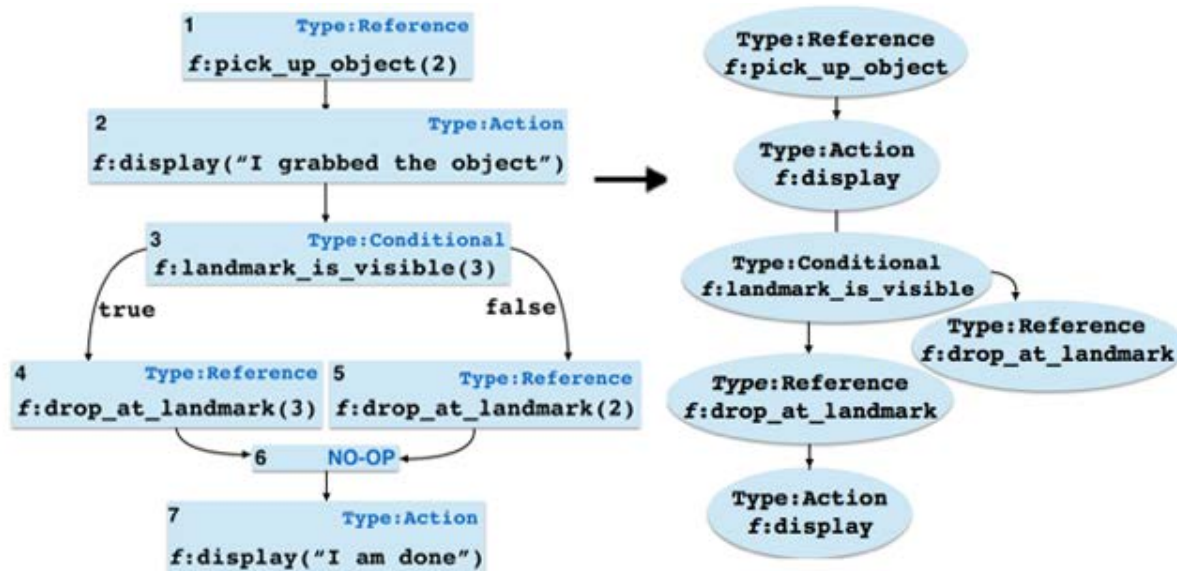 1 Type:Reference
f:pick_up_object(2)
2 Type:Action
f:display(“I grabbed the object”)
3 Type:Conditional
f:landmark_is_visible(3)
true
false
4 Type:Reference
f:drop_at_landmark(3)
5 Type:Reference
f:drop_at_landmark(2)
6 NO-OP
7 Type:Action
f:display(“I am done”)
Type:Reference
f:pick_up_object
Type:Action
f:display
Type:Conditional
f:landmark_is_visible
Type:Reference
f:drop_at_landmark
Type:Reference
f:drop_at_landmark
Type:Action
f:display